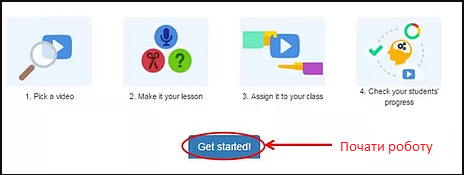 1. Pick a video
2. Make it your lesson
3. Assign it to your class
4. Check your students'
progress
?
Get started!
Почати роботу